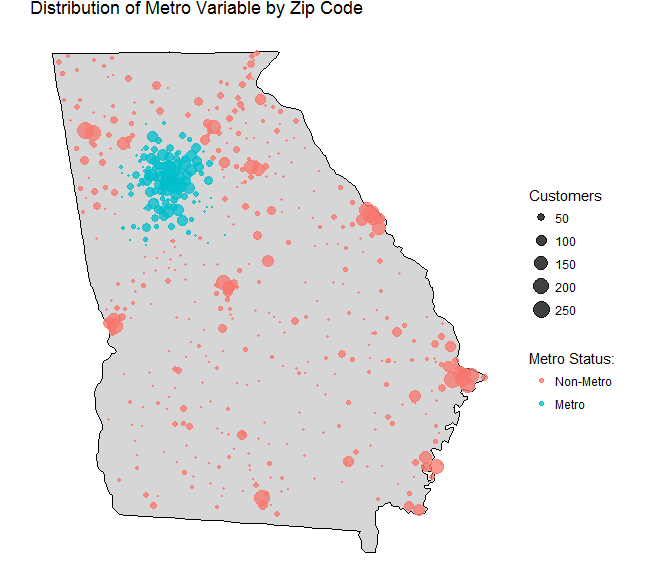 Distribution of Metro Variable by Zip Code
Customers
50
100
150
200
250
Metro Status:
Non-Metro
Metro